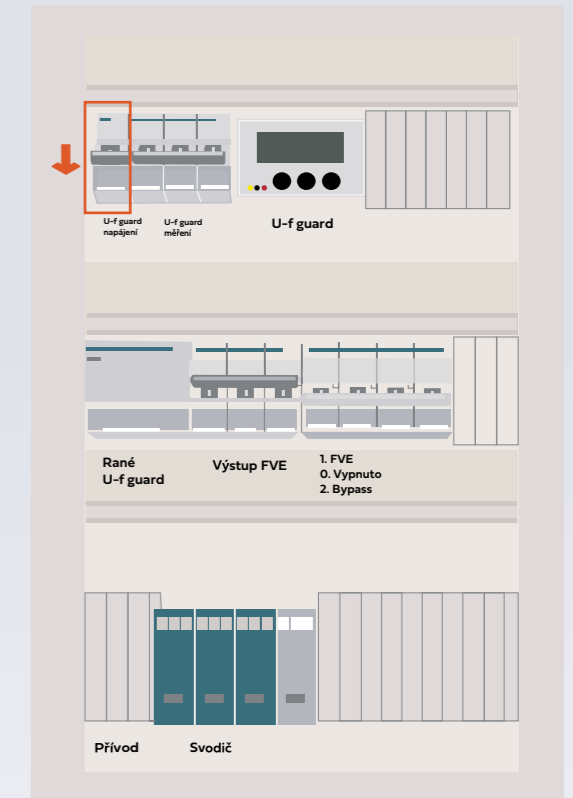 U-f guard
napájení
U-f guard
měření
U-f guard
Rané
U-f guard
Výstup FVE
1. FVE
0. Vypnuto
2. Bypass
Přívod
Svodič